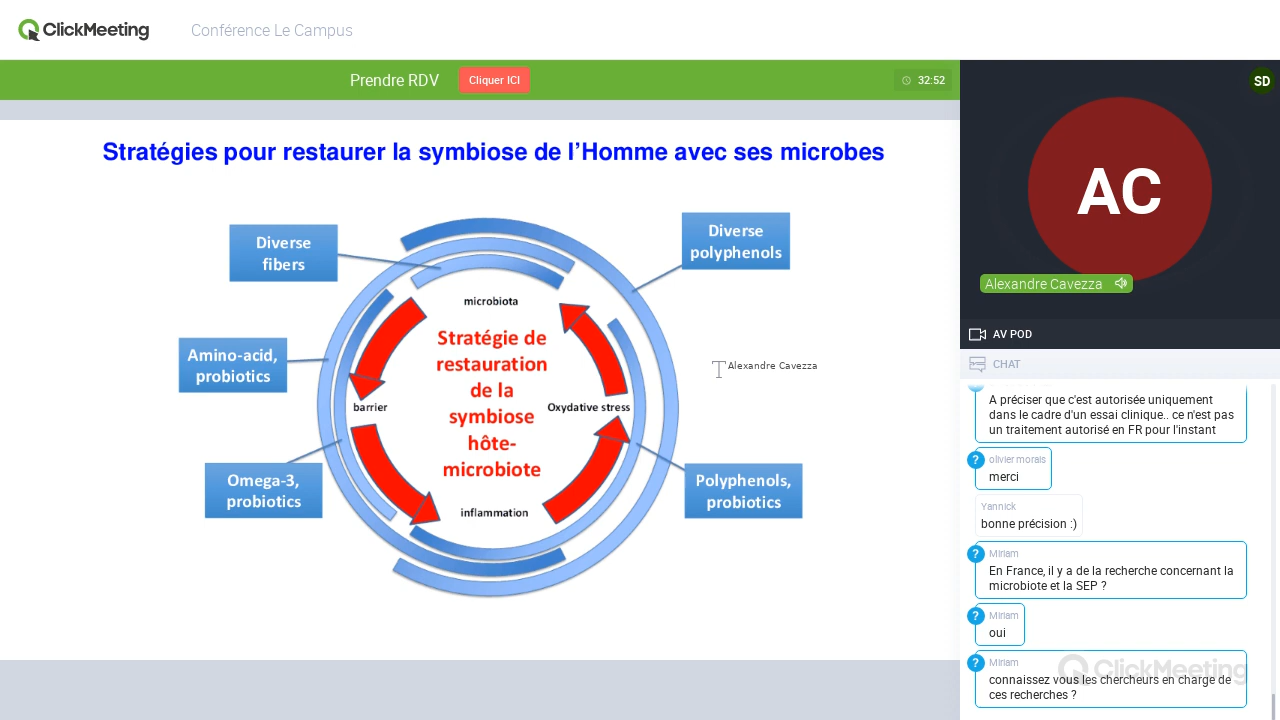 ClickMeeting
Conférence Le Campus
Prendre RDV
Cliquer ICI
32:52
SD
Stratégies pour restaurer la symbiose de l’Homme avec ses microbes
Diverse
fibers
Diverse
polyphenols
microbiota
Amino-acid,
probiotics
Stratégie de
restauration
de la
symbiose
hôte-
microbiote
barrier
Oxydative stress
Omega-3,
probiotics
Polyphenols,
probiotics
inflammation
Alexandre Cavezza
AC
Alexandre Cavezza
AV POD
CHAT
A préciser que c'est autorisée uniquement
dans le cadre d'un essai clinique.. ce n'est pas
un traitement autorisé en FR pour l'instant
olivier morais
merci
Yannick
bonne précision :)
Miriam
En France, il y a de la recherche concernant la
microbiote et la SEP ?
Miriam
oui
Miriam
connaissez vous les chercheurs en charge de
ces recherches ?
ClickMeeting